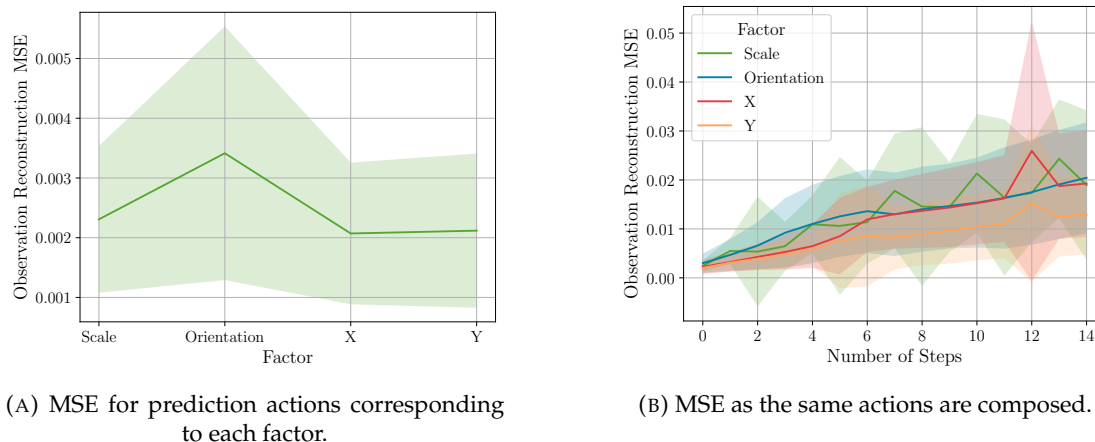 0.005
0.004
0.003
0.002
0.001
Observation Reconstruction MSE
Scale
Orientation
X
Y
Factor
(A) MSE for prediction actions corresponding
to each factor.
0.05
0.04
0.03
0.02
0.01
0.00
Observation Reconstruction MSE
Factor
Scale
Orientation
X
Y
0
2
4
6
8
10
12
14
Number of Steps
(B) MSE as the same actions are composed.